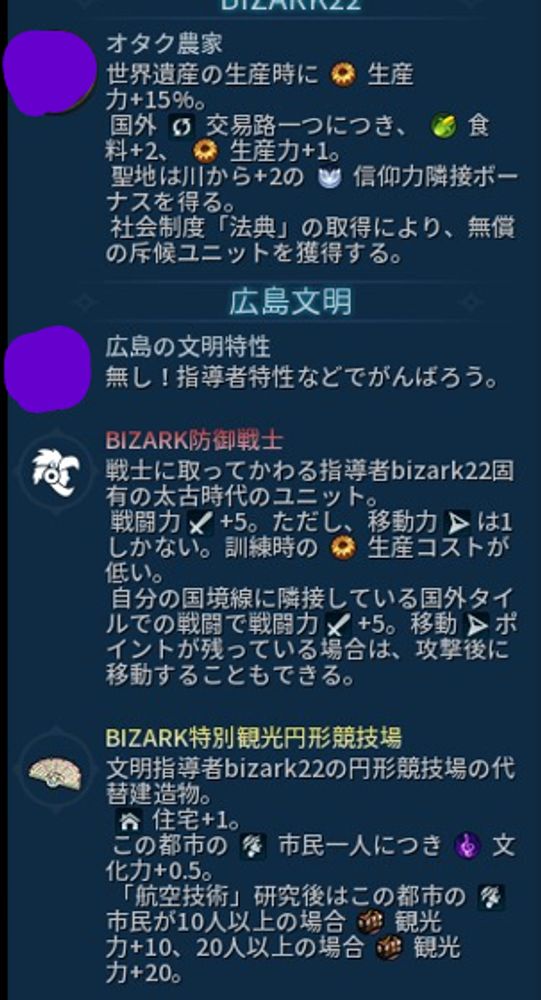 BIZARK22
オタク農家
世界遺産の生産時に 生産
力+15%。
国外 交易路一つにつき、 食
料+2、 生産力+1。
聖地は川から+2の 信仰力隣接ボー
ナスを得る。
社会制度「法典」の取得により、無償
の斥候ユニットを獲得する。
広島文明
広島の文明特性
無し！指導者特性などでがんばろう。
BIZARK防御戦士
戦士に取ってかわる指導者bizark22固
有の太古時代のユニット。
戦闘力 +5。ただし、移動力 は1
しかない。訓練時の 生産コストが
低い。
自分の国境線に隣接している国外タイ
ルでの戦闘で戦闘力 +5。移動 ポ
イントが残っている場合は、攻撃後に
移動することもできる。
BIZARK特別観光円形競技場
文明指導者bizark22の円形競技場の代
替建造物。
住宅+1。
この都市の 市民一人につき 文
化力+0.5。
「航空技術」研究後はこの都市の
市民が10人以上の場合 観光
力+10、20人以上の場合 観光
力+20。